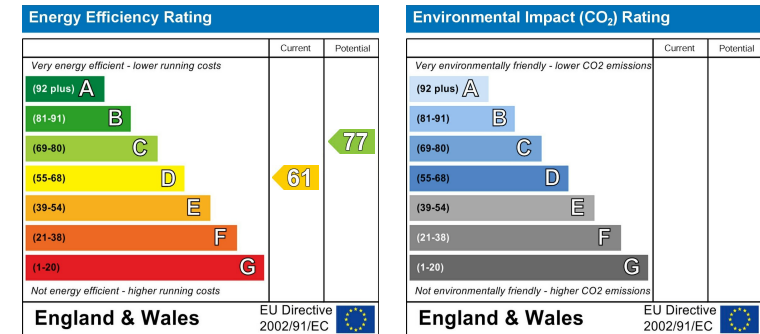 Energy Efficiency Rating
Current Potential
Very energy efficient - lower running costs
(92 plus) A
(81-91) B
(69-80) C
(55-68) D
(39-54) E
(21-38) F
(1-20) G
77
61
Not energy efficient - higher running costs
England & Wales
EU Directive
2002/91/EC
Environmental Impact (CO₂) Rating
Current Potential
Very environmentally friendly - lower CO2 emissions
(92 plus) A
(81-91) B
(69-80) C
(55-68) D
(39-54) E
(21-38) F
(1-20) G
Not environmentally friendly - higher CO2 emissions
England & Wales
EU Directive
2002/91/EC